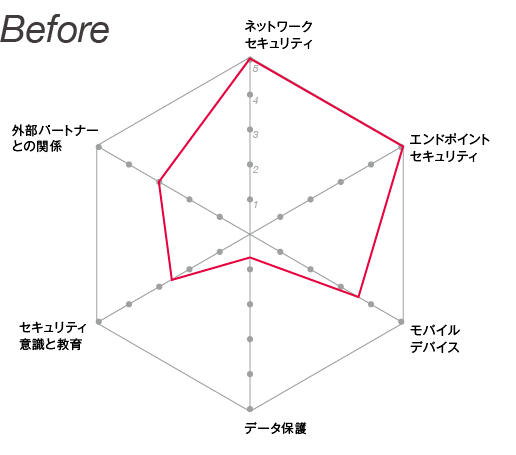 Before
ネットワーク
セキュリティ
5
4
3
2
1
外部パートナー
との関係
エンドポイント
セキュリティ
セキュリティ
意識と教育
モバイル
デバイス
データ保護